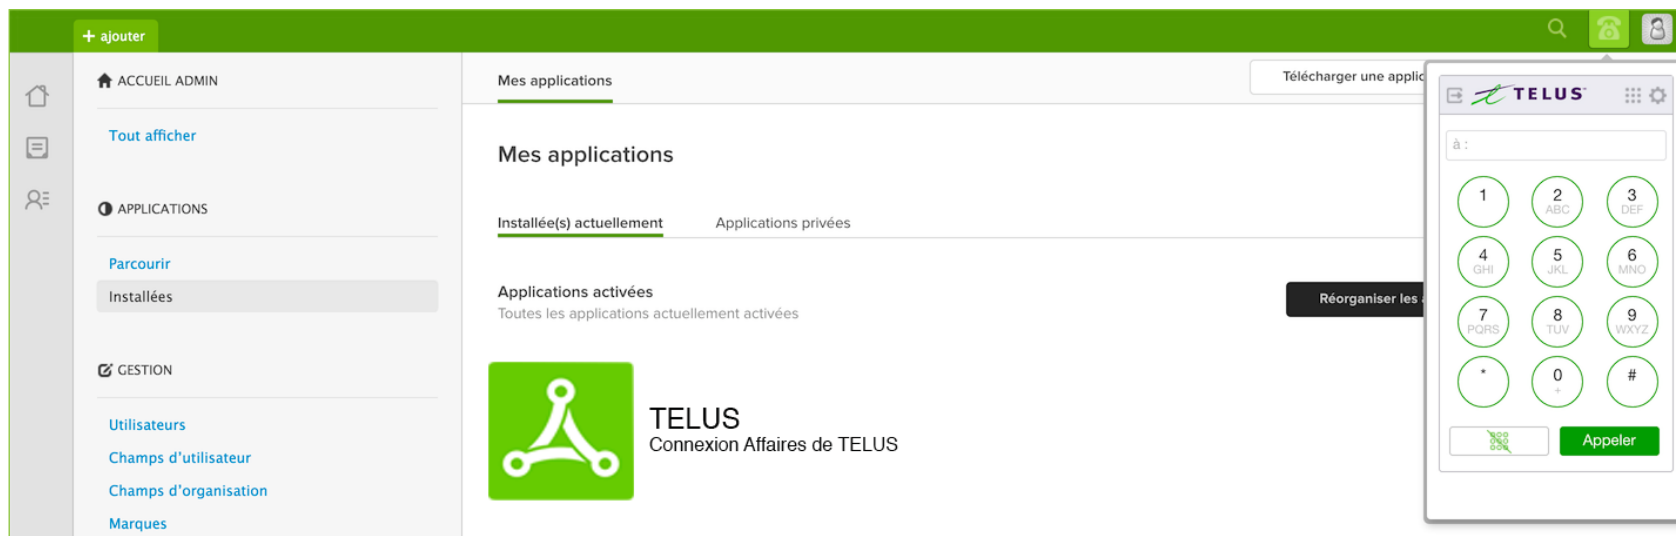 + ajouter
ACCUEIL ADMIN
Tout afficher
APPLICATIONS
Parcourir
Installées
GESTION
Utilisateurs
Champs d'utilisateur
Champs d'organisation
Marques
Mes applications
Télécharger une applic
Mes applications
Installée(s) actuellement
Applications privées
Applications activées
Toutes les applications actuellement activées
Réorganiser les
TELUS
Connexion Affaires de TELUS
TELUS
à :
1
2
ABC
3
DEF
4
GHI
5
JKL
6
MNO
7
PQRS
8
TUV
9
WXYZ
*
0
+
#
Appeler